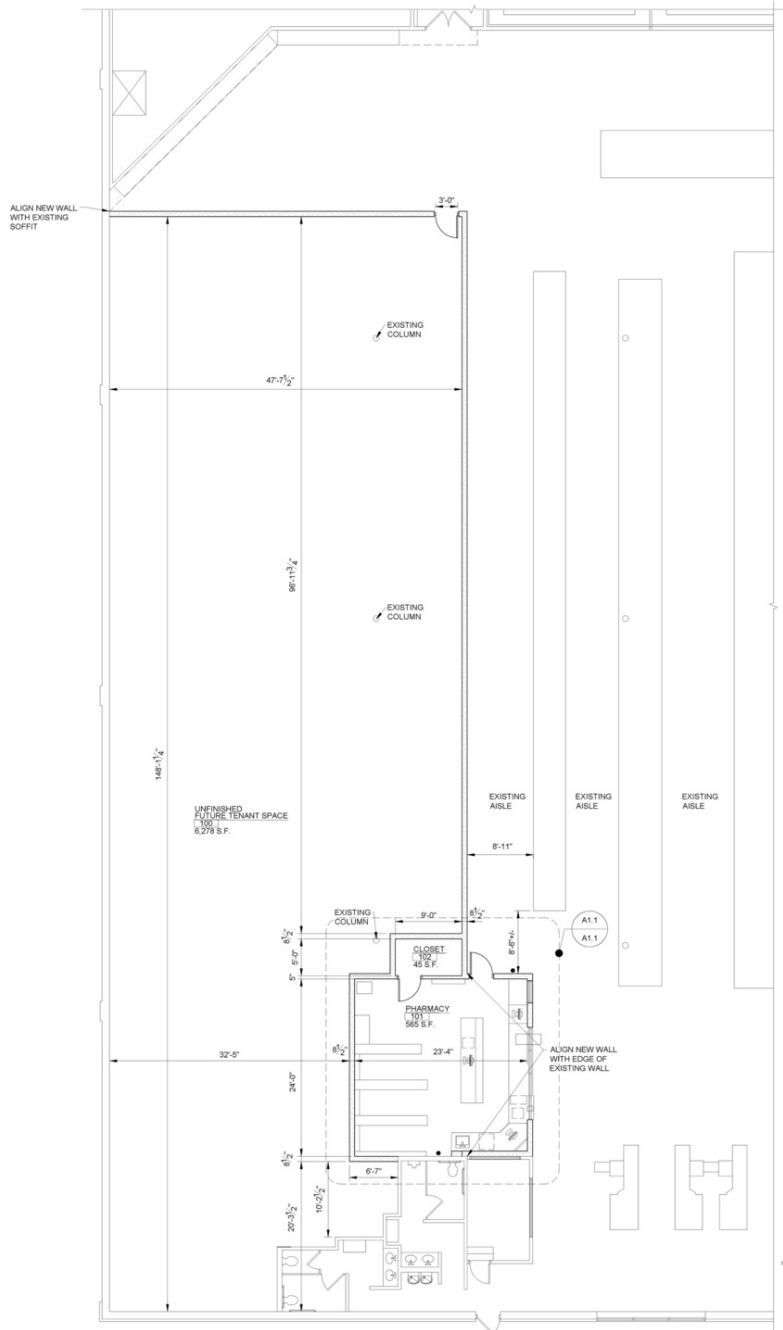 3'-0"
ALIGN NEW WALL
WITH EXISTING
SOFFIT
EXISTING
COLUMN
47'-7½"
96'-11¾"
EXISTING
COLUMN
148'-1¼"
UNFINISHED
FUTURE TENANT SPACE
100
6,278 S.F.
EXISTING
AISLE
EXISTING
AISLE
EXISTING
AISLE
8'-11"
EXISTING
COLUMN
9'-0"
8½"
A1.1
A1.1
8½"
5'-0"
8'-6"+/-
CLOSET
102
45 S.F.
5"
PHARMACY
101
565 S.F.
32'-5"
8½"
23'-4"
ALIGN NEW WALL
WITH EDGE OF
EXISTING WALL
24'-0"
8½"
6'-7"
10'-2½"
20'-3½"